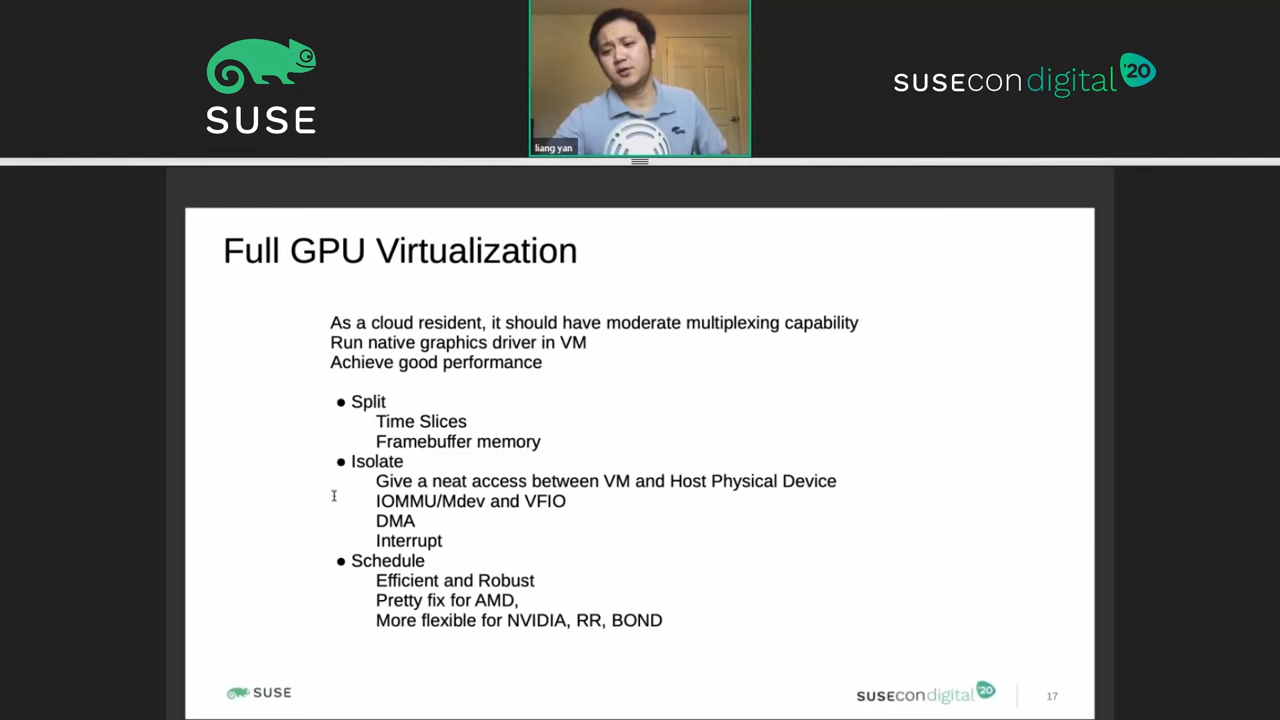 SUSE
SUSEcon digital '20
liang yan
Full GPU Virtualization
As a cloud resident, it should have moderate multiplexing capability
Run native graphics driver in VM
Achieve good performance
● Split
Time Slices
Framebuffer memory
● Isolate
Give a neat access between VM and Host Physical Device
IOMMU/Mdev and VFIO
DMA
Interrupt
● Schedule
Efficient and Robust
Pretty fix for AMD,
More flexible for NVIDIA, RR, BOND
SUSE
SUSEcon digital '20
17